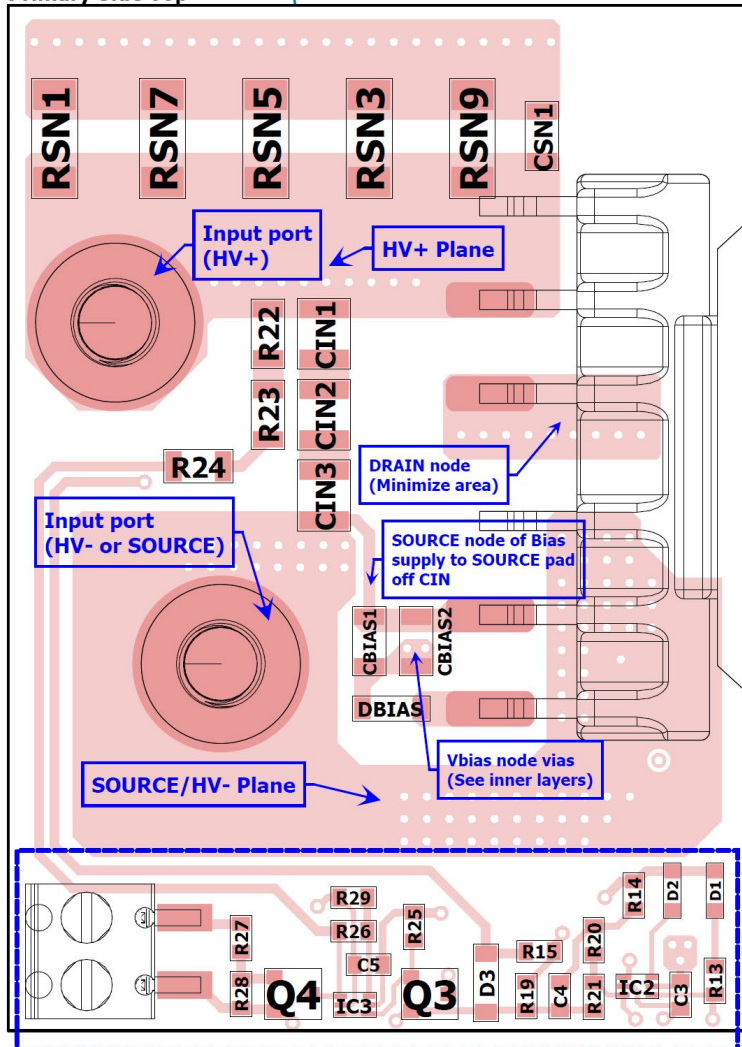 Primary Side Top
RSN1
RSN7
RSN5
RSN3
RSN9
CSN1
Input port
(HV+)
HV+ Plane
R22
CIN1
R23
CIN2
R24
CIN3
DRAIN node
(Minimize area)
Input port
(HV- or SOURCE)
SOURCE node of Bias
supply to SOURCE pad
off CIN
CBIAS1
CBIAS2
DBIAS
Vbias node vias
(See inner layers)
SOURCE/HV- Plane
R29
R26
R25
R27
C5
R28
Q4
IC3
Q3
D3
R15
R19
C4
R20
R21
R14
D2
D1
IC2
C3
R13